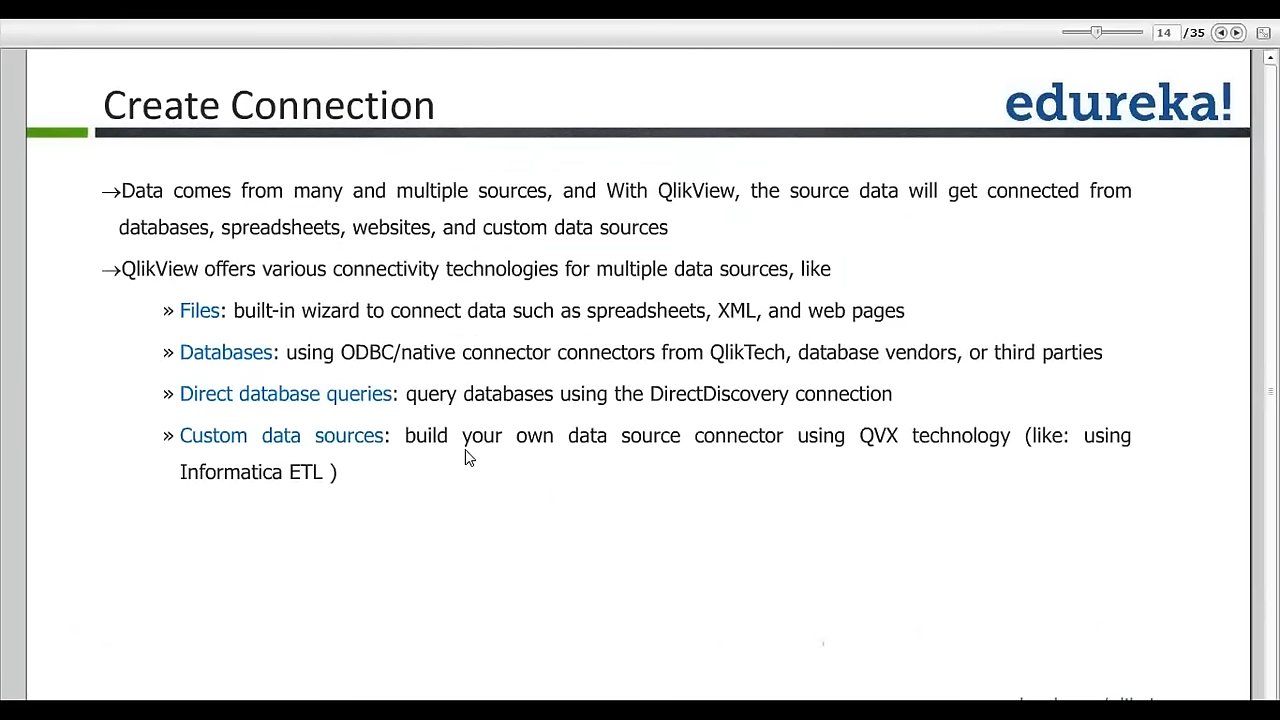 14 /35
Create Connection
edureka!
→Data comes from many and multiple sources, and With QlikView, the source data will get connected from
databases, spreadsheets, websites, and custom data sources
→QlikView offers various connectivity technologies for multiple data sources, like
» Files: built-in wizard to connect data such as spreadsheets, XML, and web pages
» Databases: using ODBC/native connector connectors from QlikTech, database vendors, or third parties
» Direct database queries: query databases using the DirectDiscovery connection
» Custom data sources: build your own data source connector using QVX technology (like: using
Informatica ETL )